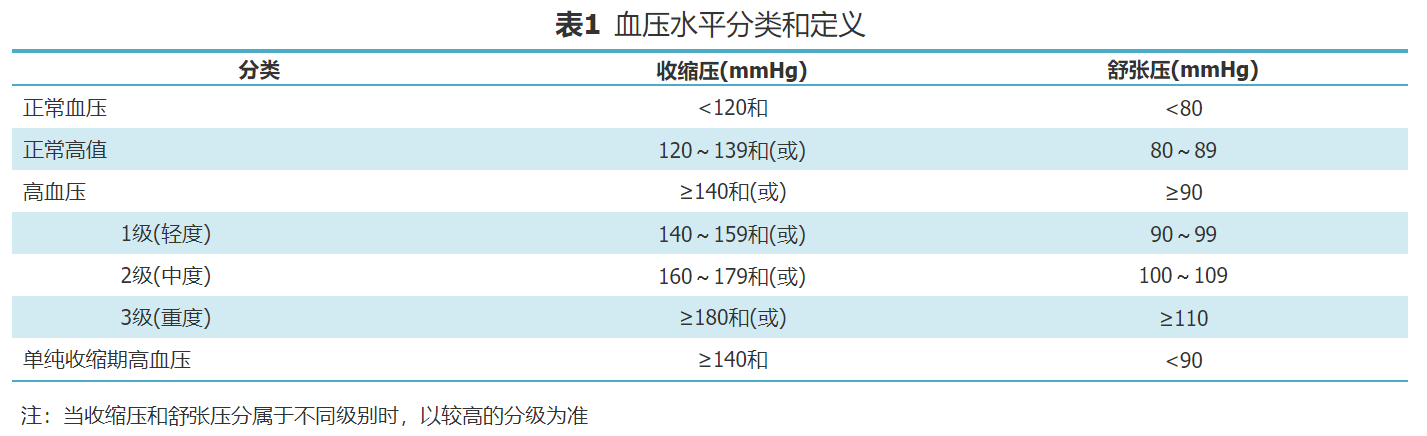 表1 血压水平分类和定义
分类 收缩压(mmHg) 舒张压(mmHg)
正常血压 <120和 <80
正常高值 120～139和(或) 80～89
高血压 ≥140和(或) ≥90
1级(轻度) 140～159和(或) 90～99
2级(中度) 160～179和(或) 100～109
3级(重度) ≥180和(或) ≥110
单纯收缩期高血压 ≥140和 <90
注：当收缩压和舒张压分属于不同级别时，以较高的分级为准